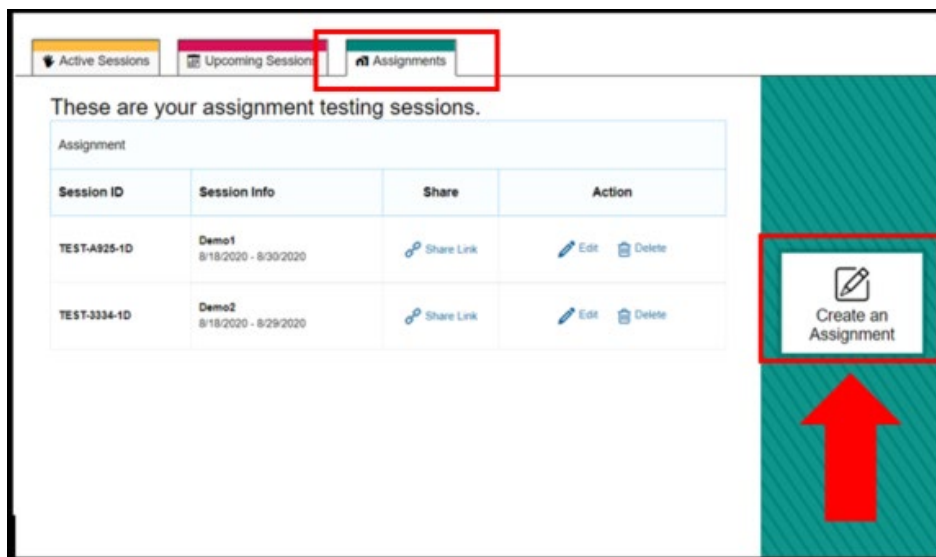 Active Sessions
Upcoming Sessions
Assignments
These are your assignment testing sessions.
Assignment
Session ID
Session Info
Share
Action
TEST-A925-1D
Demo1
8/18/2020 - 8/30/2020
Share Link
Edit
Delete
TEST-3334-1D
Demo2
8/18/2020 - 8/29/2020
Share Link
Edit
Delete
Create an
Assignment